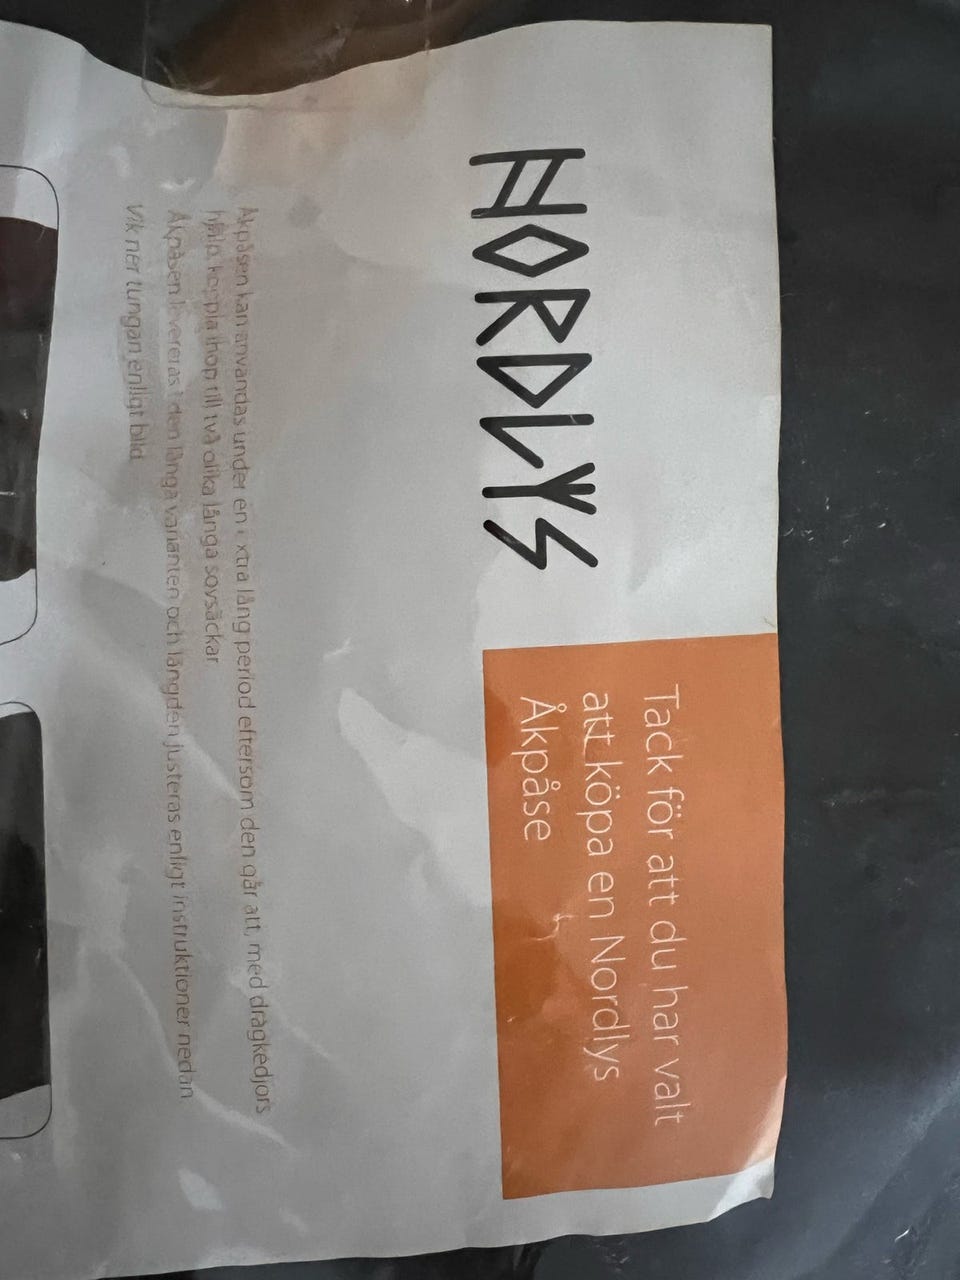 NORDLYS
Tack för att du har valt
att köpa en Nordlys
Åkpåse
Åkpåsen kan användas under en extra lång period eftersom den går att, med dragkedjors
hjälp, koppla ihop till två olika långa sovsäckar
Åkpåsen levereras i den långa varianten och längden justeras enligt instruktioner nedan
Vik ner tungan enligt bild